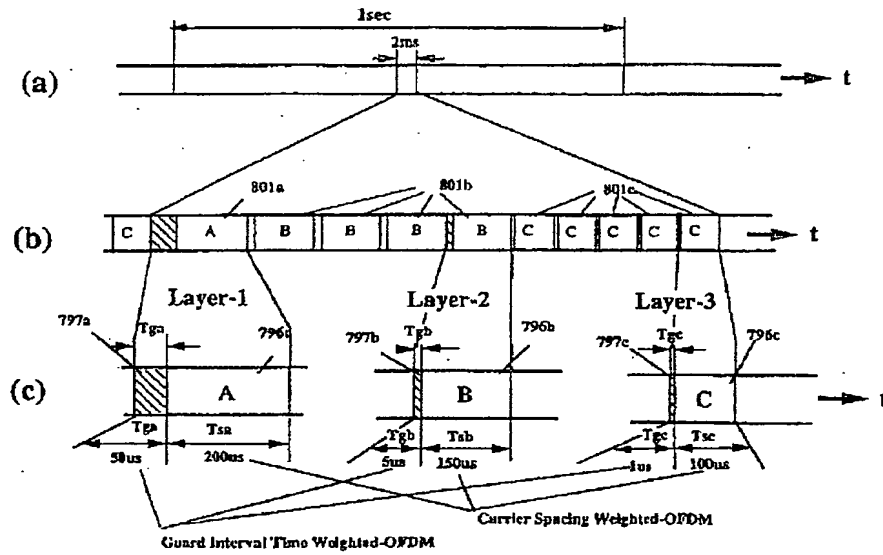 1sec
2ms
(a)
t
801a
801b
801c
(b)
C
A
B
B
B
B
C
C
C
C
C
t
Layer-1
Layer-2
Layer-3
797a
Tga
796a
797b
Tgb
796b
797c
Tgc
796c
(c)
A
B
C
t
Tga
Tsa
Tgb
Tsb
Tgc
Tsc
50us
200us
5us
150us
1us
100us
Carrier Spacing Weighted-OFDM
Guard Interval Time Weighted-OFDM